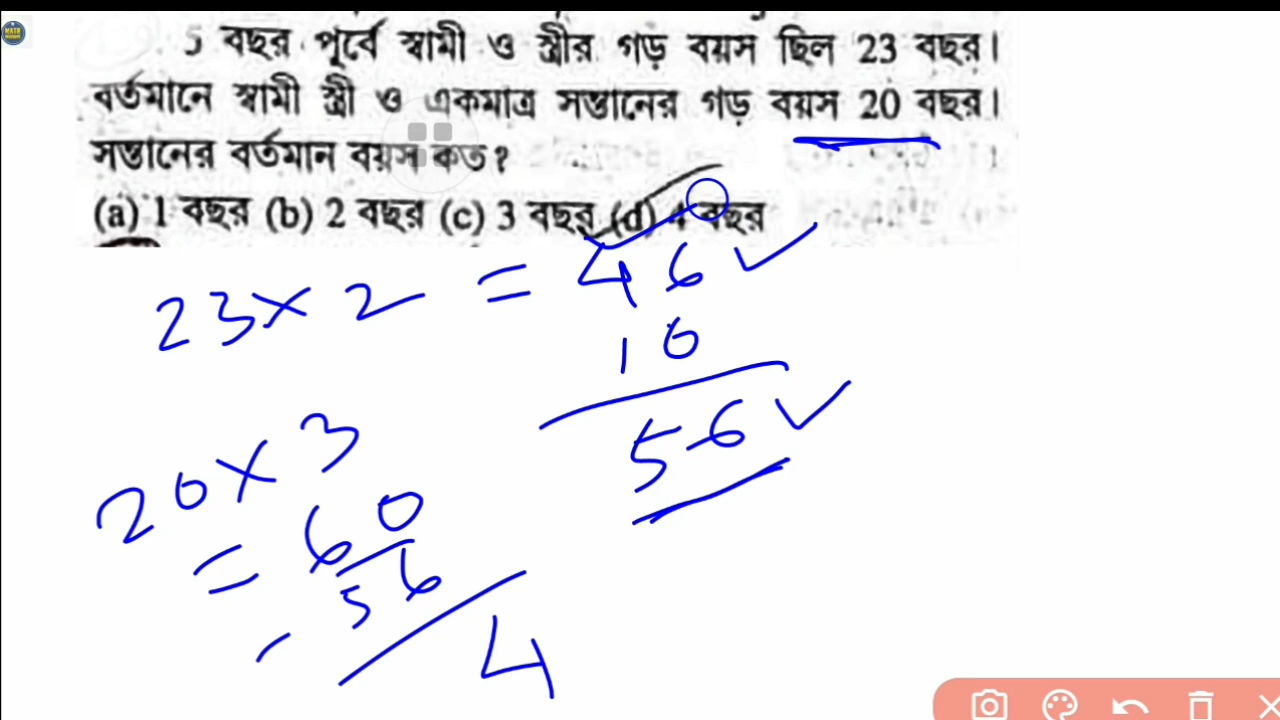 5 বছর পূর্বে স্বামী ও স্ত্রীর গড় বয়স ছিল 23 বছর।
বর্তমানে স্বামী স্ত্রী ও একমাত্র সন্তানের গড় বয়স 20 বছর।
সন্তানের বর্তমান বয়স কত?
(a) 1 বছর (b) 2 বছর (c) 3 বছর (d) 4 বছর
23 × 2 = 46
10
56
20 × 3
= 60
- 56
4